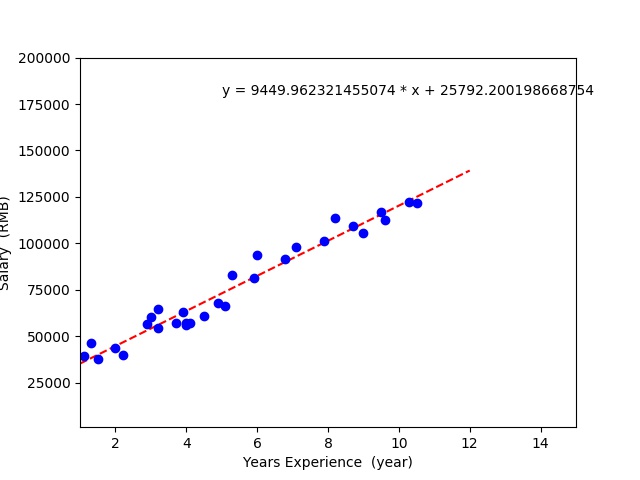 200000
y = 9449.962321455074 * x + 25792.200198668754
175000
150000
125000
100000
75000
50000
25000
Salary (RMB)
2 4 6 8 10 12 14
Years Experience (year)